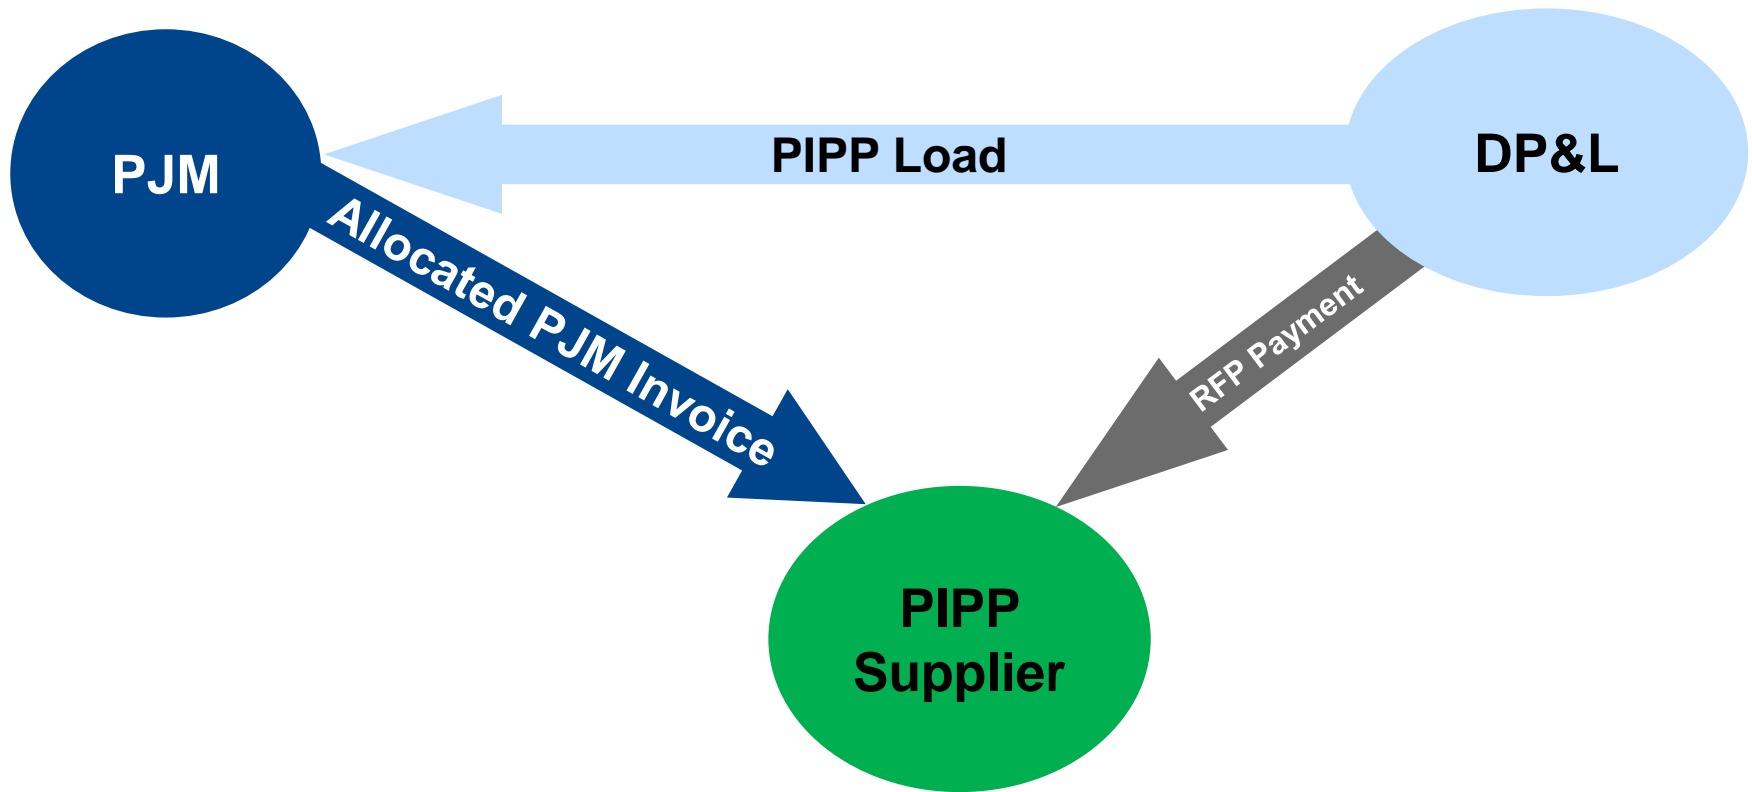 PJM
PIPP Load
DP&L
Allocated PJM Invoice
RFP Payment
PIPP
Supplier